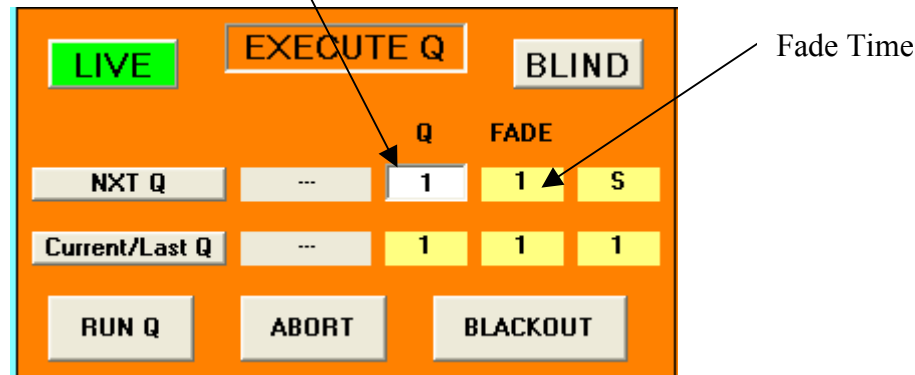 LIVE EXECUTE Q BLIND Fade Time
Q FADE
NXT Q --- 1 1 S
Current/Last Q --- 1 1 1
RUN Q ABORT BLACKOUT